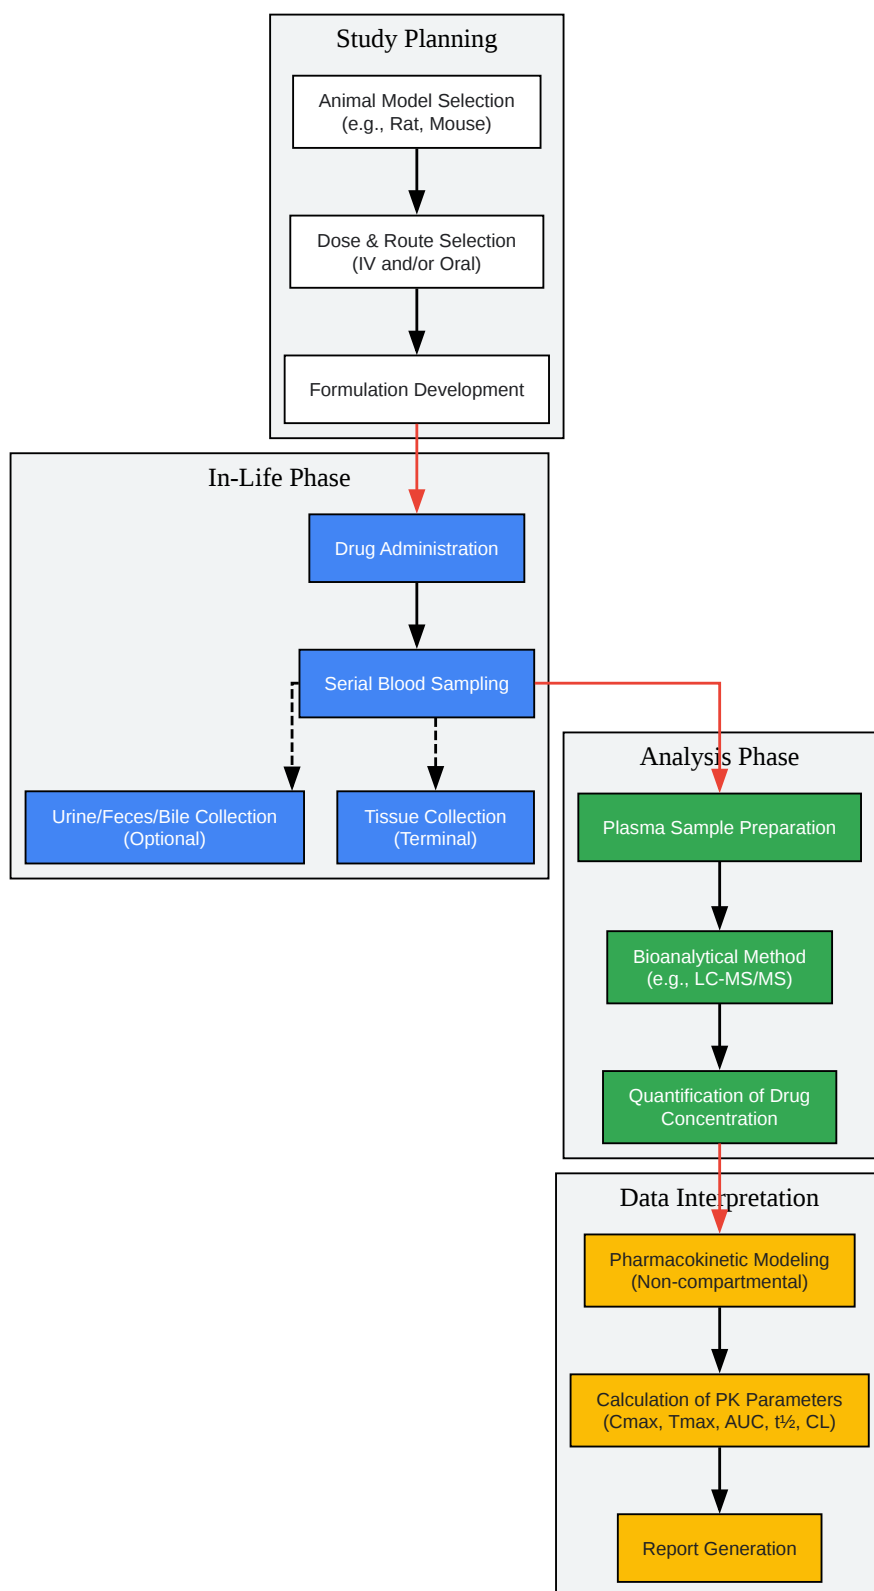 Study Planning
Animal Model Selection
(e.g., Rat, Mouse)
Dose & Route Selection
(IV and/or Oral)
Formulation Development
In-Life Phase
Drug Administration
Serial Blood Sampling
Urine/Feces/Bile Collection
(Optional)
Tissue Collection
(Terminal)
Analysis Phase
Plasma Sample Preparation
Bioanalytical Method
(e.g., LC-MS/MS)
Quantification of Drug
Concentration
Data Interpretation
Pharmacokinetic Modeling
(Non-compartmental)
Calculation of PK Parameters
(Cmax, Tmax, AUC, t½, CL)
Report Generation